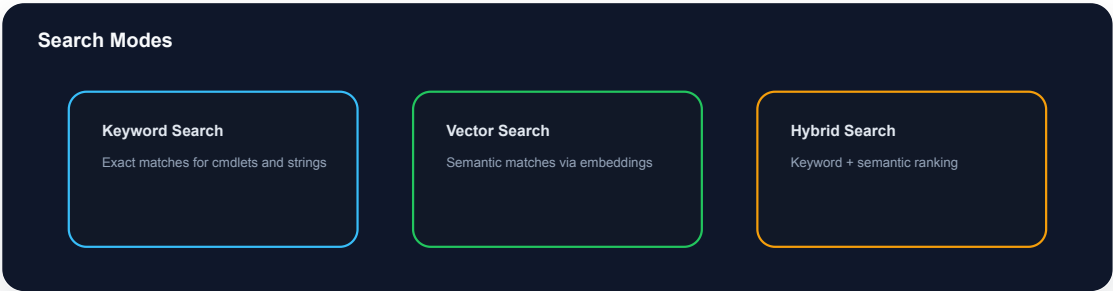 Search Modes
Keyword Search
Exact matches for cmdlets and strings
Vector Search
Semantic matches via embeddings
Hybrid Search
Keyword + semantic ranking